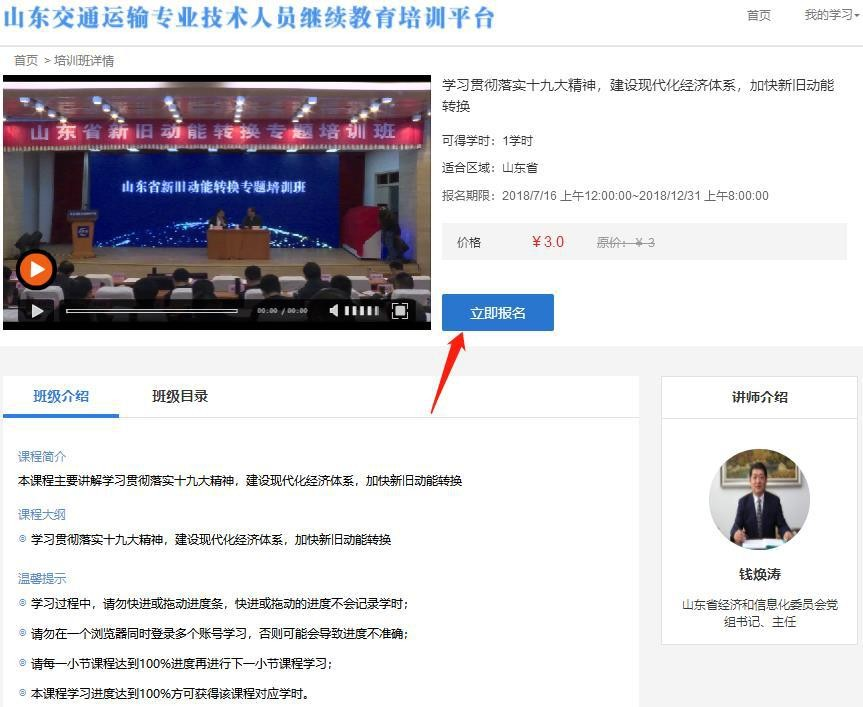 山东交通运输专业技术人员继续教育培训平台
首页
我的学习
首页 > 培训班详情
山东省新旧动能转换专题培训班
山东省新旧动能转换专题培训班
00:00 / 00:00
学习贯彻落实十九大精神，建设现代化经济体系，加快新旧动能
转换
可得学时：1学时
适合区域：山东省
报名期限：2018/7/16 上午12:00:00~2018/12/31 上午8:00:00
价格 ￥3.0 原价：￥3
立即报名
班级介绍 班级目录
课程简介
本课程主要讲解学习贯彻落实十九大精神，建设现代化经济体系，加快新旧动能转换
课程大纲
学习贯彻落实十九大精神，建设现代化经济体系，加快新旧动能转换
温馨提示
学习过程中，请勿快进或拖动进度条，快进或拖动的进度不会记录学时；
请勿在一个浏览器同时登录多个账号学习，否则可能会导致进度不准确；
请每一小节课程达到100%进度再进行下一小节课程学习；
本课程学习进度达到100%方可获得该课程对应学时。
讲师介绍
钱焕涛
山东省经济和信息化委员会党
组书记、主任